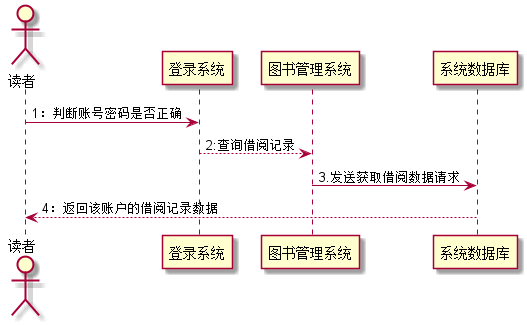 读者
登录系统
图书管理系统
系统数据库
1：判断账号密码是否正确
2:查询借阅记录
3.发送获取借阅数据请求
4：返回该账户的借阅记录数据
读者
登录系统
图书管理系统
系统数据库